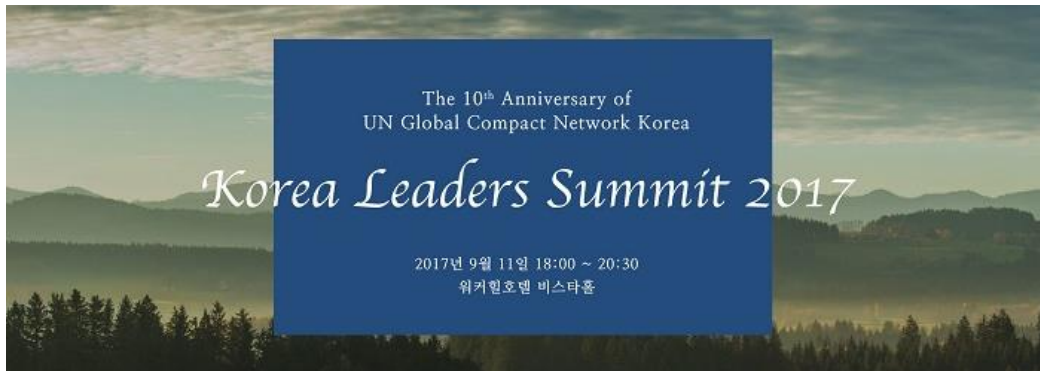 The 10th Anniversary of
UN Global Compact Network Korea
Korea Leaders Summit 2017
2017년 9월 11일 18:00 ~ 20:30
워커힐호텔 비스타홀